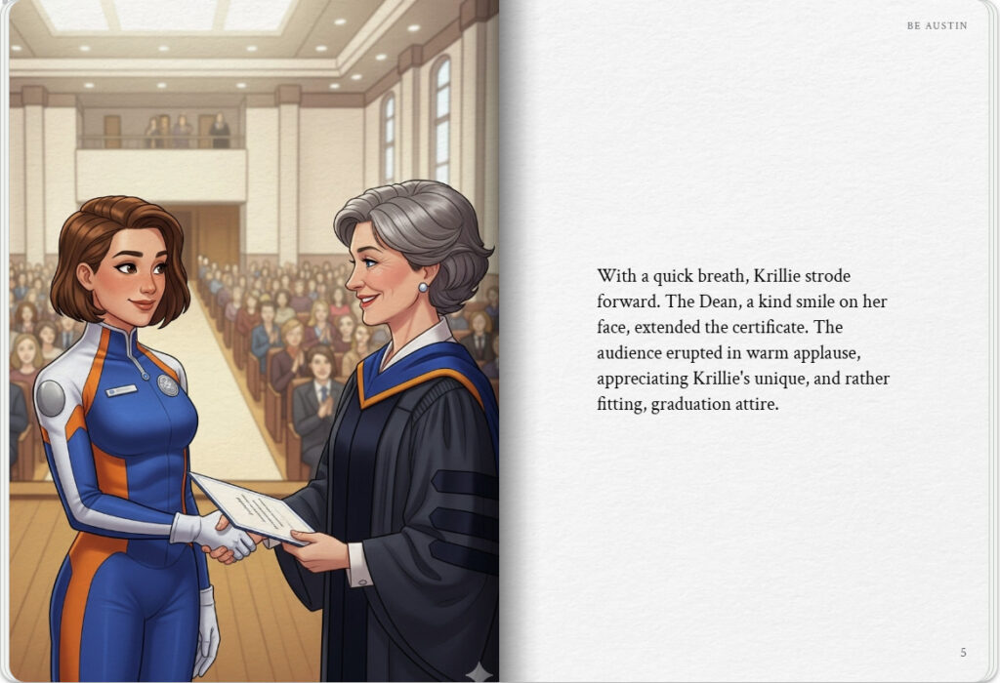 BE AUSTIN
With a quick breath, Krillie strode
forward. The Dean, a kind smile on her
face, extended the certificate. The
audience erupted in warm applause,
appreciating Krillie's unique, and rather
fitting, graduation attire.
5